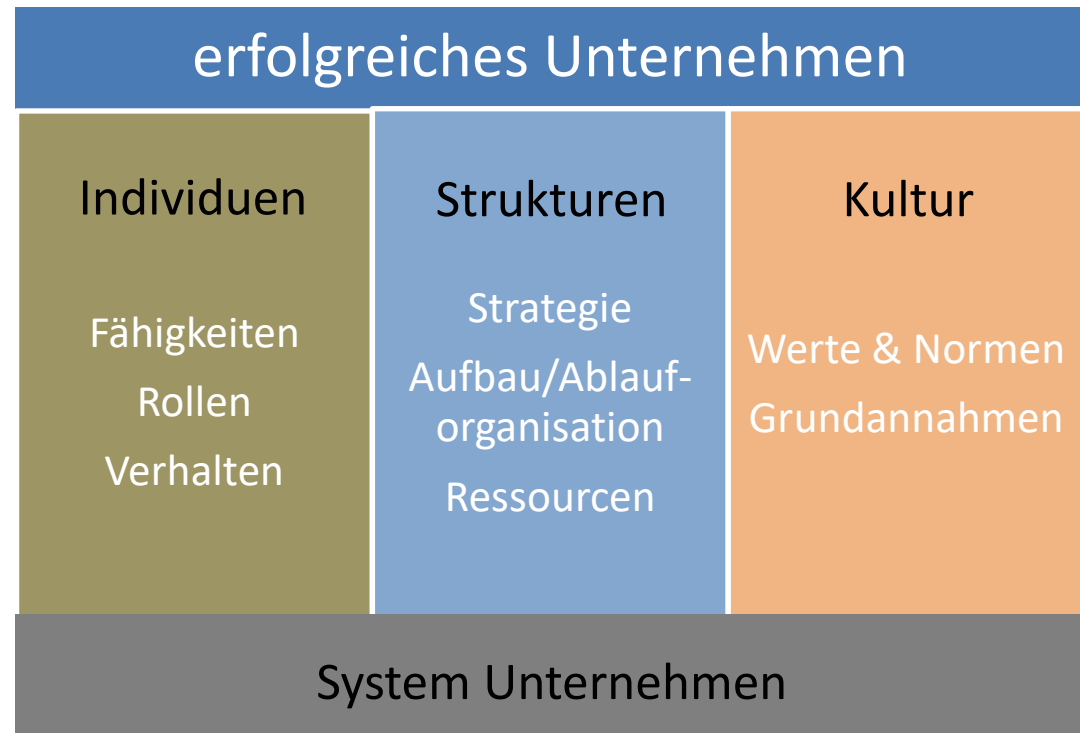 erfolgreiches Unternehmen
Individuen
Fähigkeiten
Rollen
Verhalten
Strukturen
Strategie
Aufbau/Ablauf-
organisation
Ressourcen
Kultur
Werte & Normen
Grundannahmen
System Unternehmen